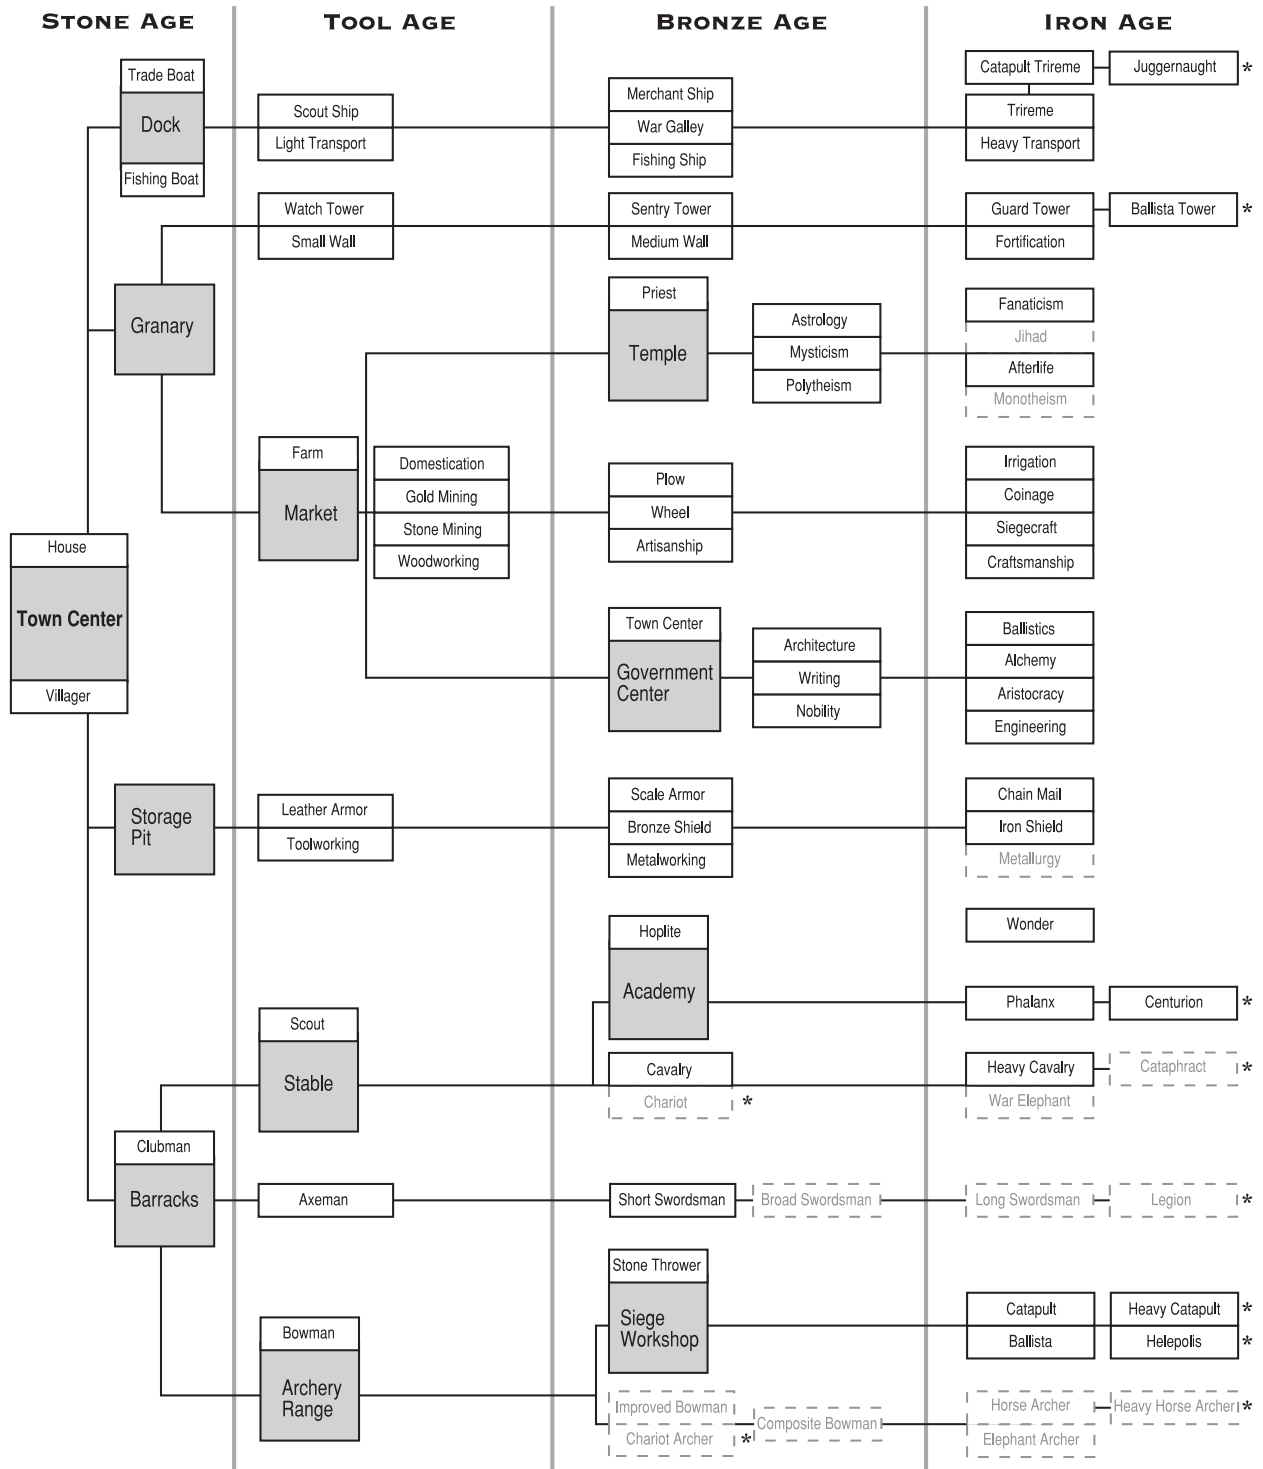 STONE AGE
TOOL AGE
BRONZE AGE
IRON AGE
Trade Boat
Dock
Fishing Boat
Scout Ship
Light Transport
Merchant Ship
War Galley
Fishing Ship
Catapult Trireme
Juggernaught *
Trireme
Heavy Transport
Granary
Watch Tower
Small Wall
Sentry Tower
Medium Wall
Guard Tower
Ballista Tower *
Fortification
Priest
Temple
Astrology
Mysticism
Polytheism
Fanaticism
Jihad
Afterlife
Monotheism
Farm
Market
Domestication
Gold Mining
Stone Mining
Woodworking
Plow
Wheel
Artisanship
Irrigation
Coinage
Siegecraft
Craftsmanship
House
Town Center
Villager
Town Center
Government
Center
Architecture
Writing
Nobility
Ballistics
Alchemy
Aristocracy
Engineering
Storage
Pit
Leather Armor
Toolworking
Scale Armor
Bronze Shield
Metalworking
Chain Mail
Iron Shield
Metallurgy
Wonder
Hoplite
Academy
Phalanx
Centurion *
Scout
Stable
Cavalry
Chariot *
Heavy Cavalry
Cataphract *
War Elephant
Clubman
Barracks
Axeman
Short Swordsman
Broad Swordsman
Long Swordsman
Legion *
Stone Thrower
Siege
Workshop
Catapult
Heavy Catapult *
Ballista
Helepolis *
Bowman
Archery
Range
Improved Bowman
Chariot Archer *
Composite Bowman
Horse Archer
Heavy Horse Archer *
Elephant Archer